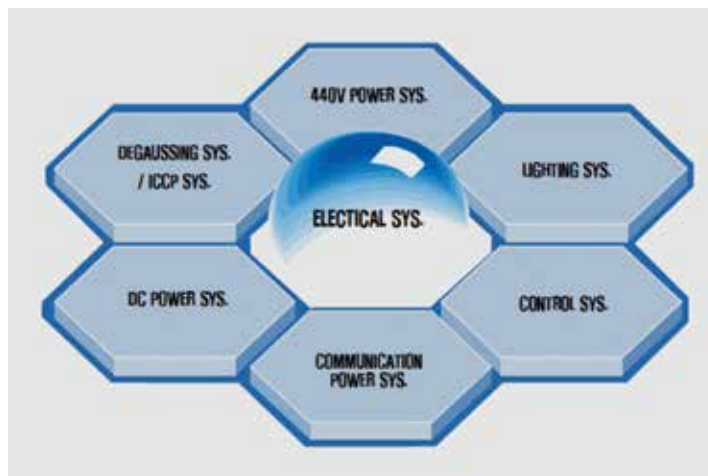 440V POWER SYS.
DEGAUSSING SYS.
/ ICCP SYS.
LIGHTING SYS.
ELECTICAL SYS.
DC POWER SYS.
CONTROL SYS.
COMMUNICATION
POWER SYS.